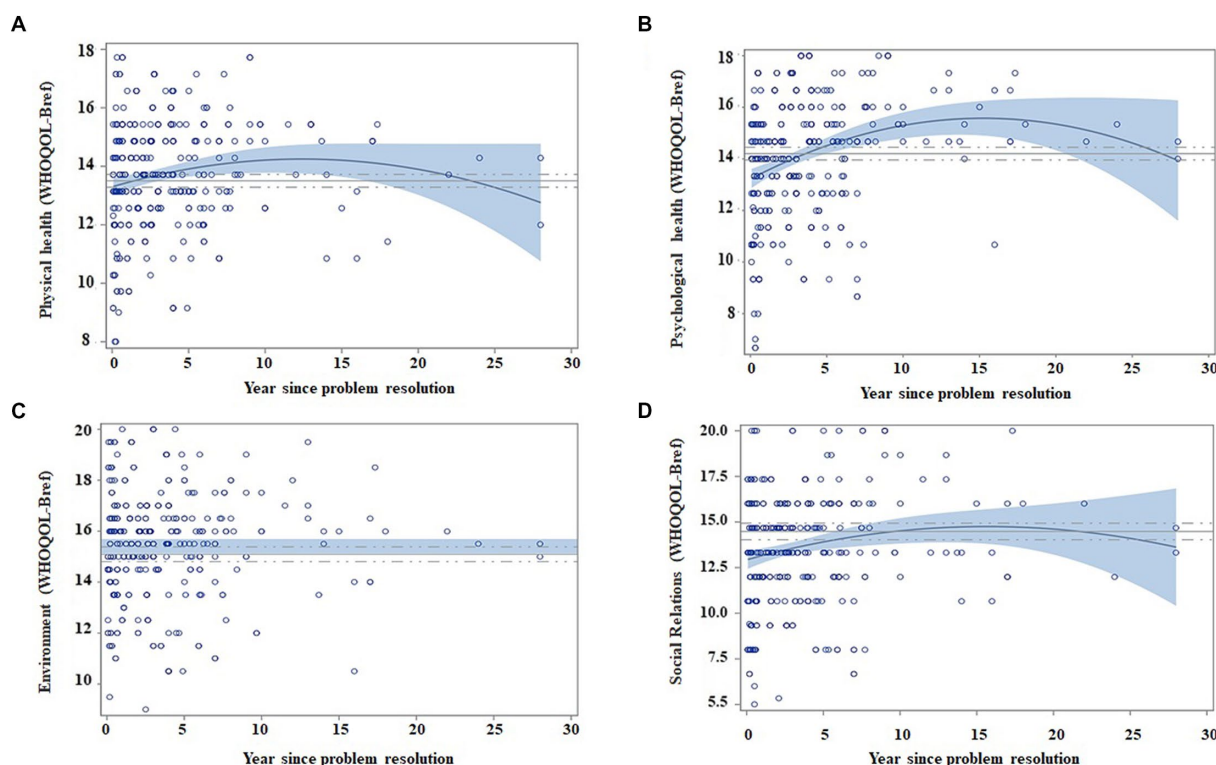 A
18
16
14
12
10
8
Physical health (WHOQOL-Bref)
0 5 10 15 20 25 30
Year since problem resolution
B
18
16
14
12
10
8
Psychological health (WHOQOL-Bref)
0 5 10 15 20 25 30
Year since problem resolution
C
20
18
16
14
12
10
Environment (WHOQOL-Bref)
0 5 10 15 20 25 30
Year since problem resolution
D
20.0
17.5
15.0
12.5
10.0
7.5
5.5
Social Relations (WHOQOL-Bref)
0 5 10 15 20 25 30
Year since problem resolution